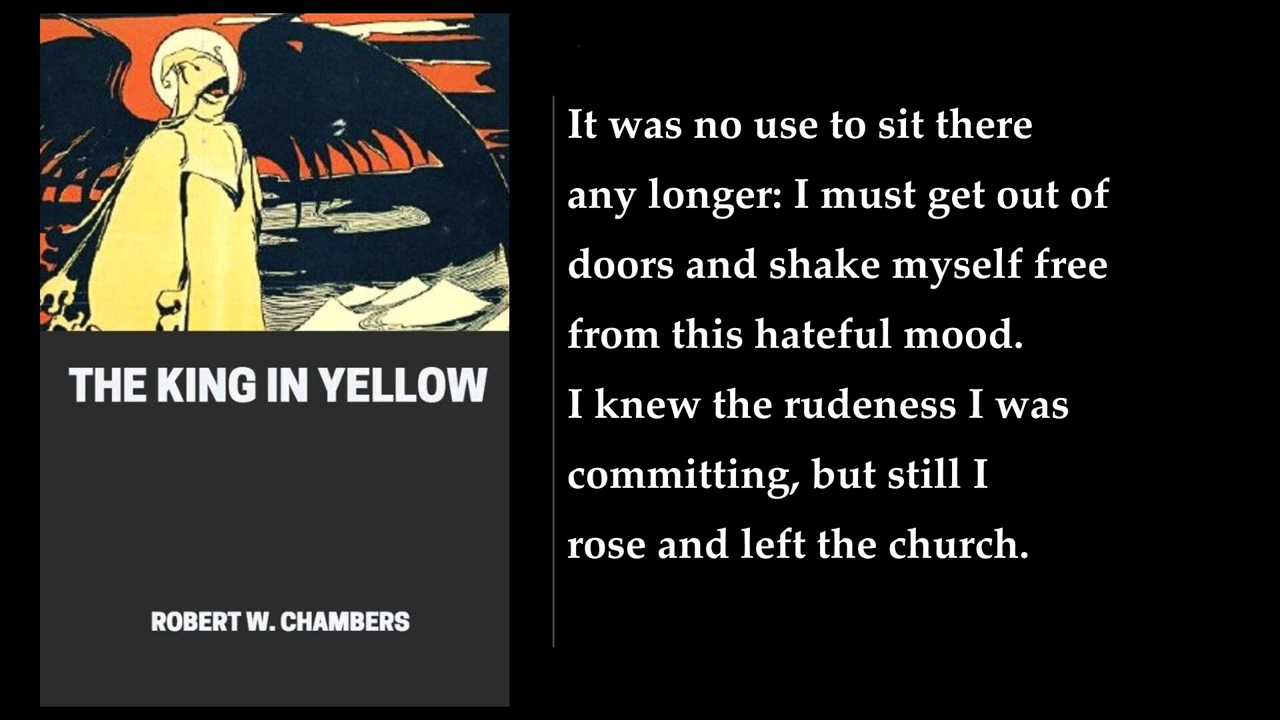 THE KING IN YELLOW
ROBERT W. CHAMBERS
It was no use to sit there
any longer: I must get out of
doors and shake myself free
from this hateful mood.
I knew the rudeness I was
committing, but still I
rose and left the church.